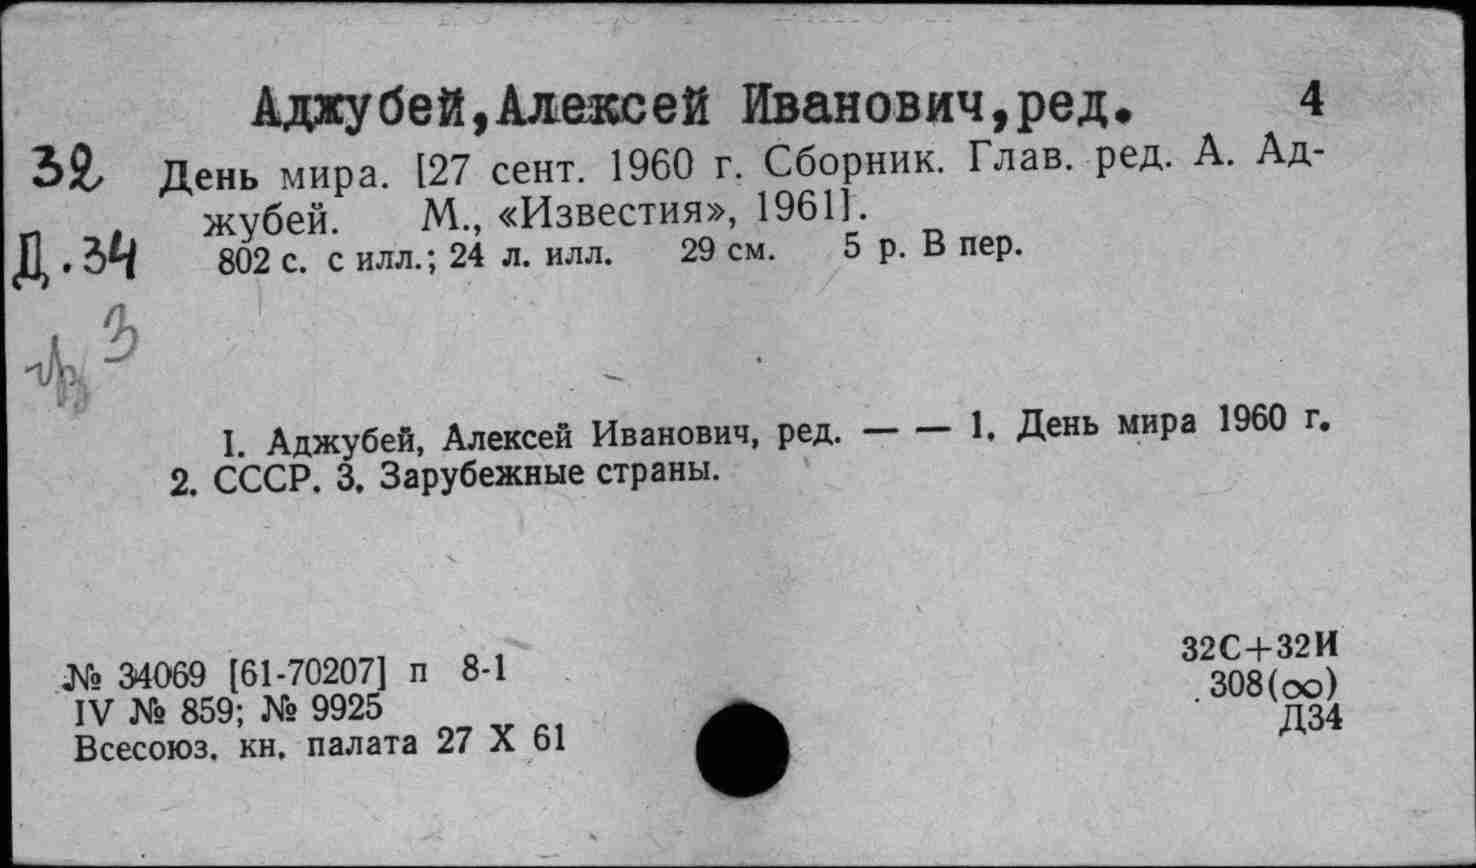 Аджубей,Алексей Иванович,ред. 4
32 День мира. [27 сент. 1960 г. Сборник. Глав. ред. А. Ад-
жубей. М., «Известия», 1961].
Д.34 802 с. с илл.; 24 л. илл. 29 см. 5 р. В пер.
3
I. Аджубей, Алексей Иванович, ред. — — 1. День мира 1960 г.
2. СССР. 3. Зарубежные страны.
32С+32И
№ 34069 [61-70207] п 8-1
308(∞)
IV № 859; № 9925
Д34
Всесоюз. кн. палата 27 X 61